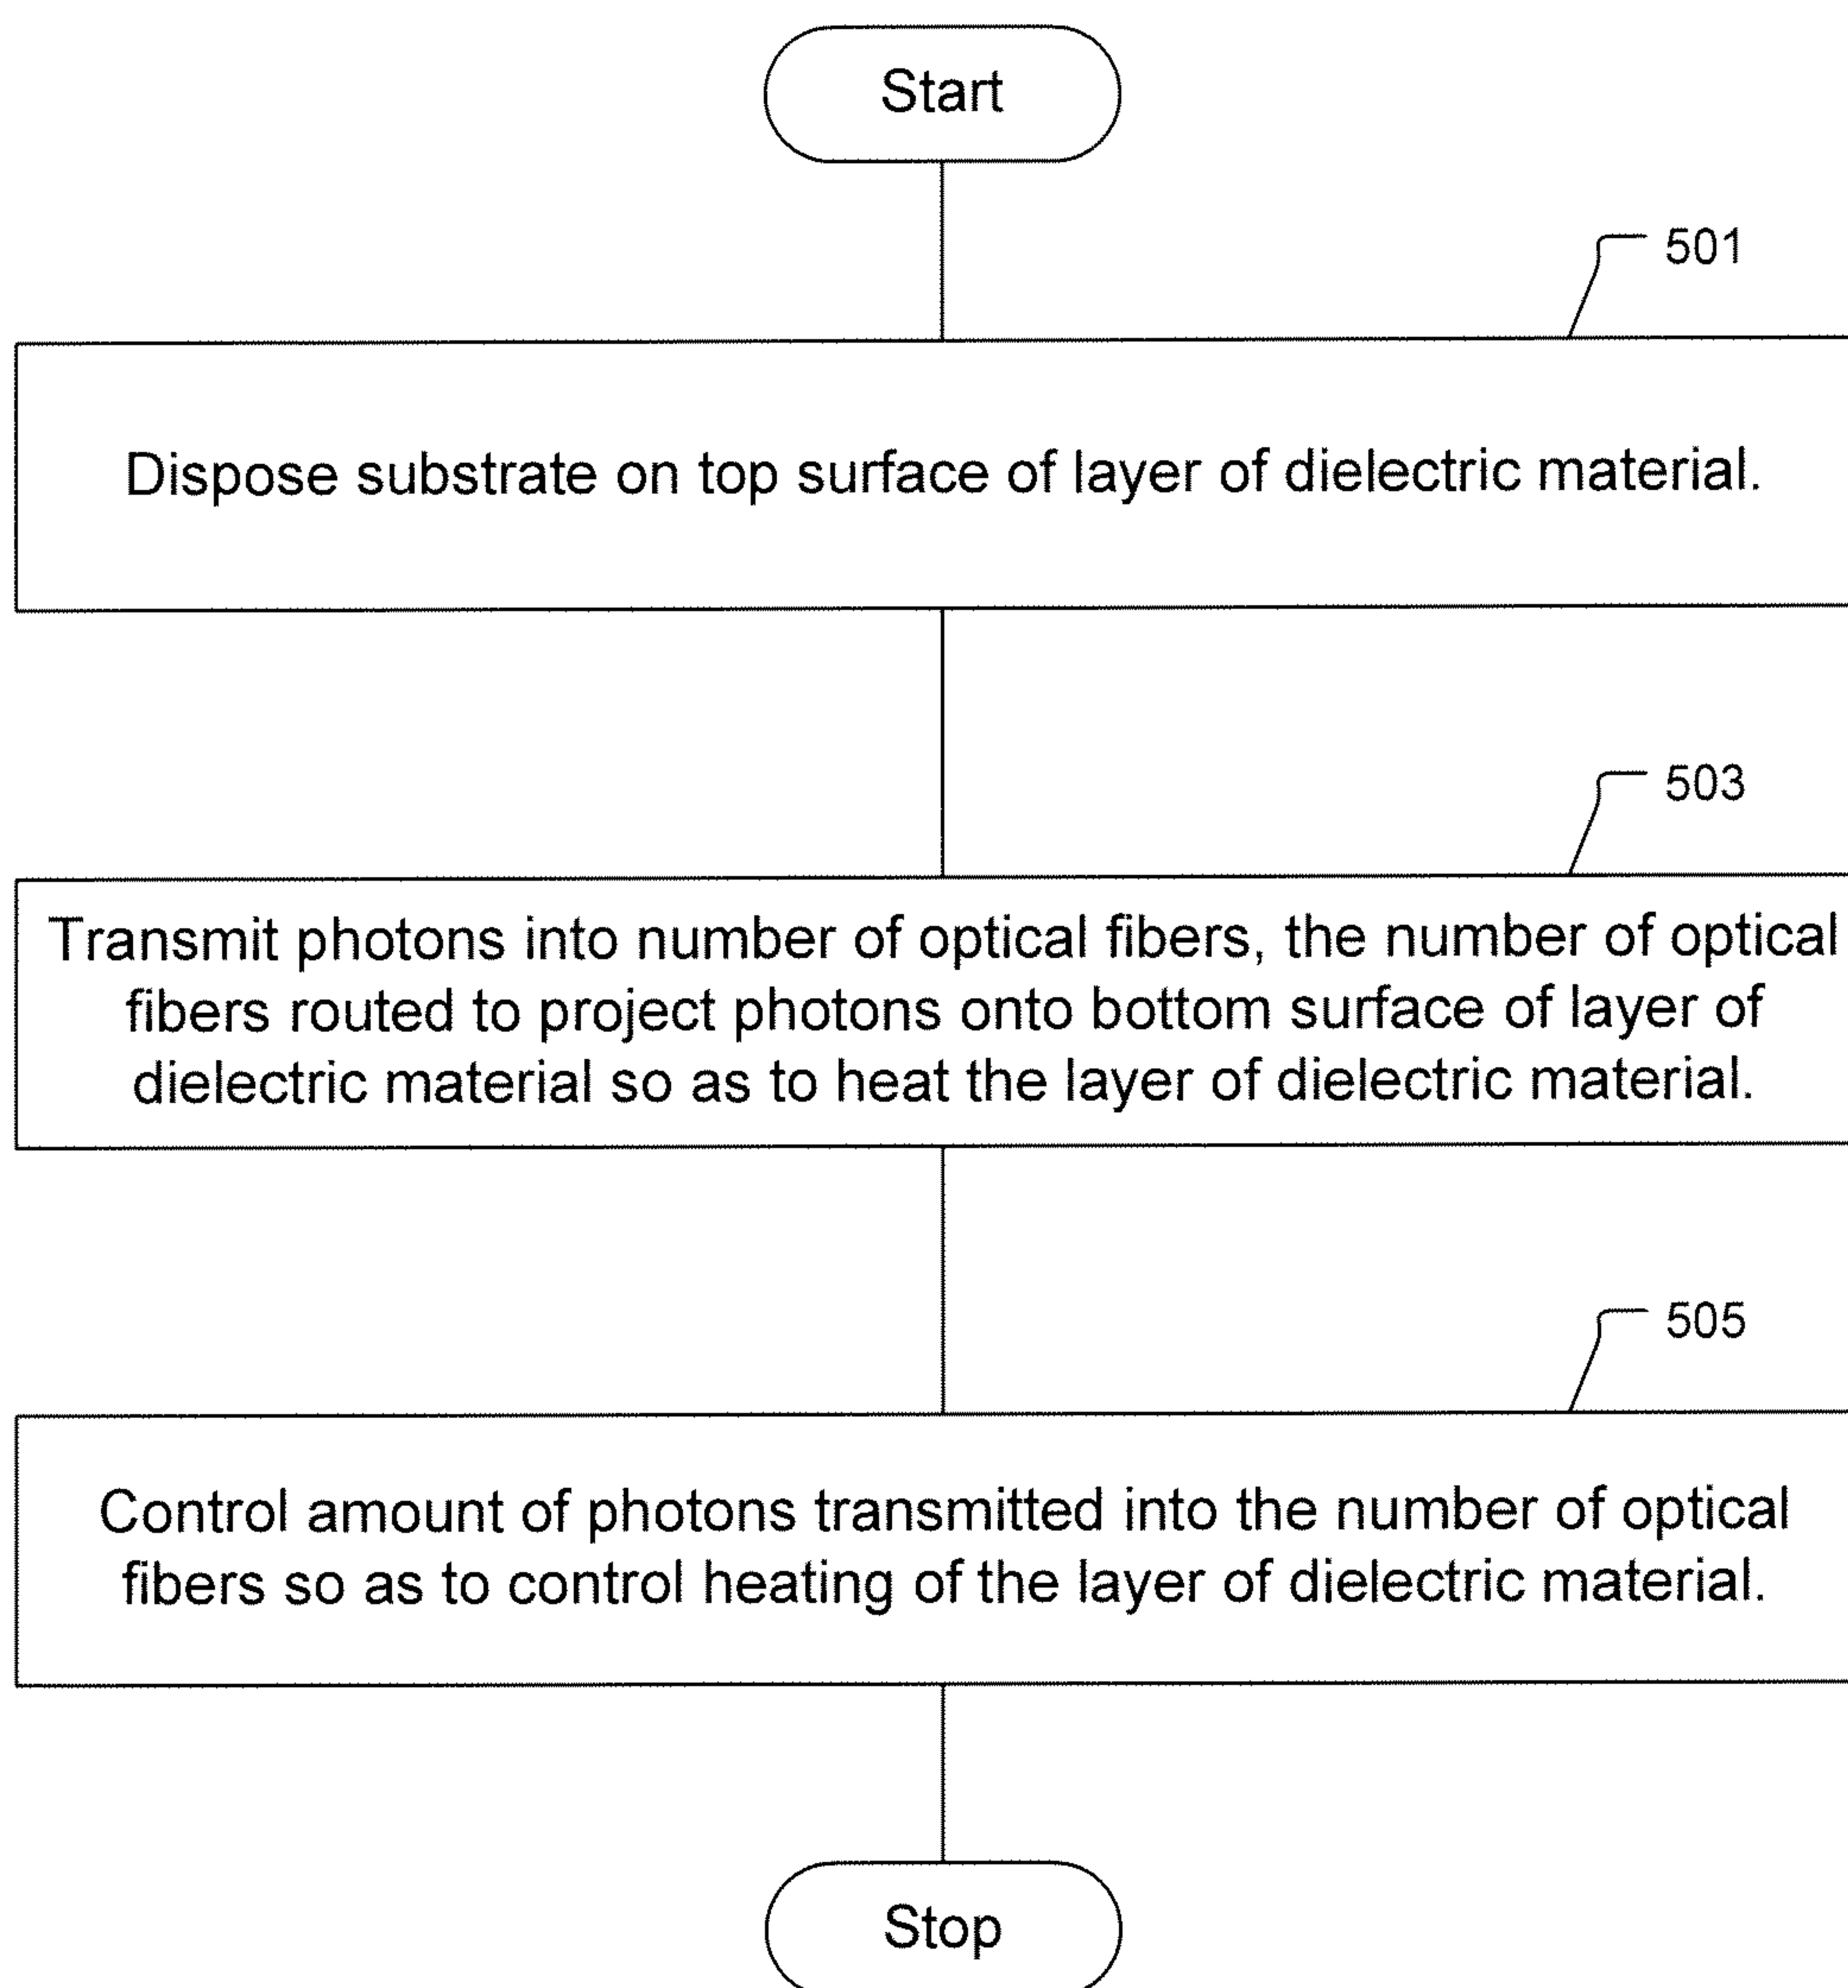 Start
501
Dispose substrate on top surface of layer of dielectric material.
503
Transmit photons into number of optical fibers, the number of optical
fibers routed to project photons onto bottom surface of layer of
dielectric material so as to heat the layer of dielectric material.
505
Control amount of photons transmitted into the number of optical
fibers so as to control heating of the layer of dielectric material.
Stop